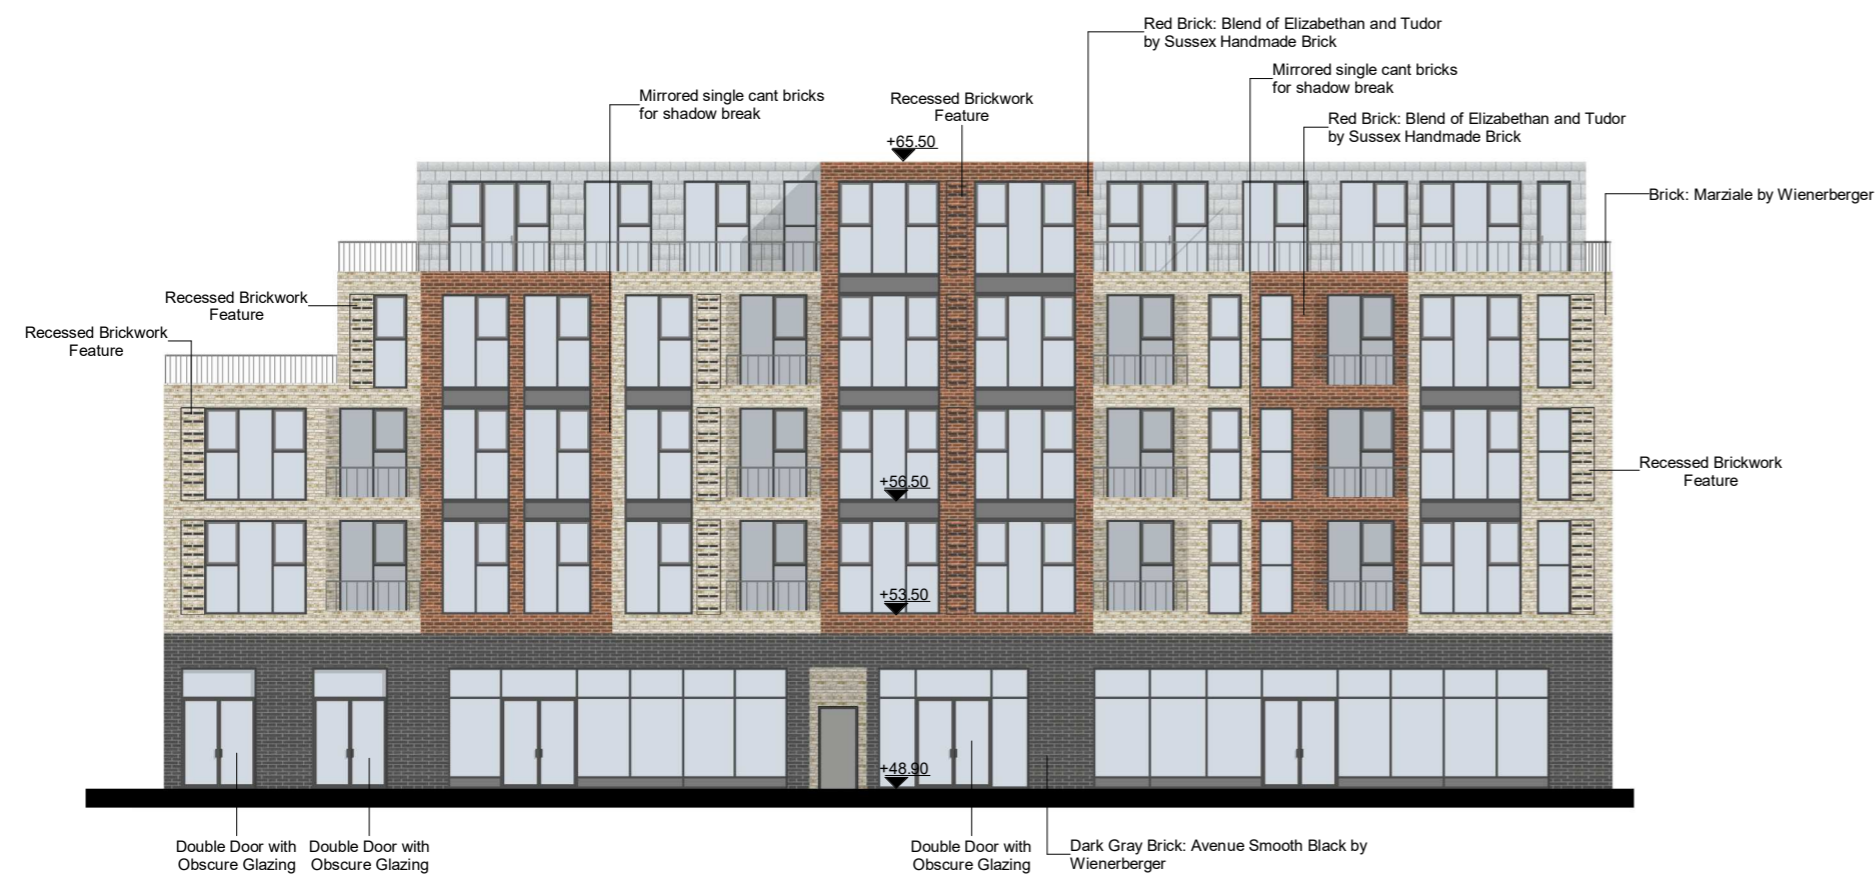 Red Brick: Blend of Elizabethan and Tudor
by Sussex Handmade Brick
Mirrored single cant bricks
for shadow break
Mirrored single cant bricks
for shadow break
Recessed Brickwork
Feature
Red Brick: Blend of Elizabethan and Tudor
by Sussex Handmade Brick
+65.50
Brick: Marziale by Wienerberger
Recessed Brickwork
Feature
Recessed Brickwork
Feature
Recessed Brickwork
Feature
+56.50
+53.50
+48.90
Double Door with
Obscure Glazing
Double Door with
Obscure Glazing
Double Door with
Obscure Glazing
Dark Gray Brick: Avenue Smooth Black by
Wienerberger